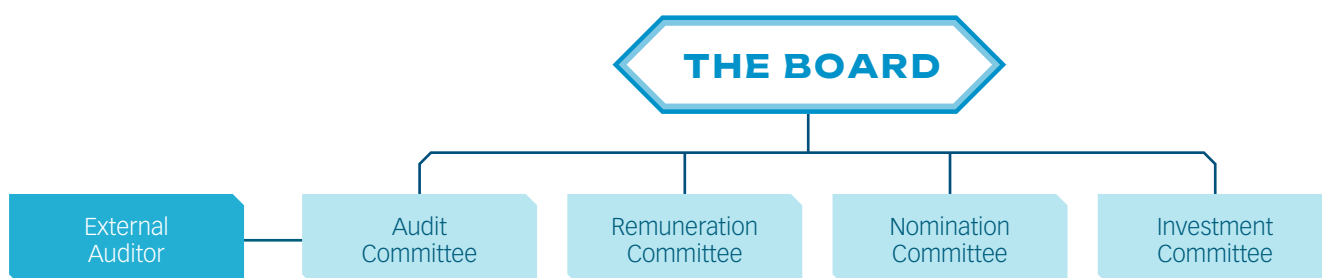 THE BOARD
External
Auditor
Audit
Committee
Remuneration
Committee
Nomination
Committee
Investment
Committee